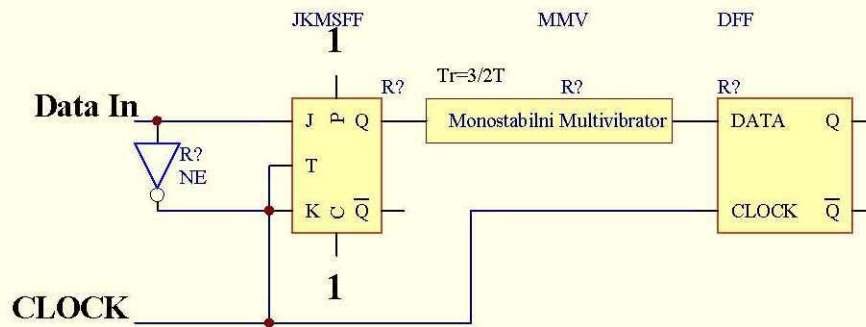 JKMSFF MMV DFF
1
Tr=3/2T
R? R? R?
Data In
J P Q
Monostabilni Multivibrator
DATA Q
R?
NE
T
K C Q
CLOCK Q
1
CLOCK